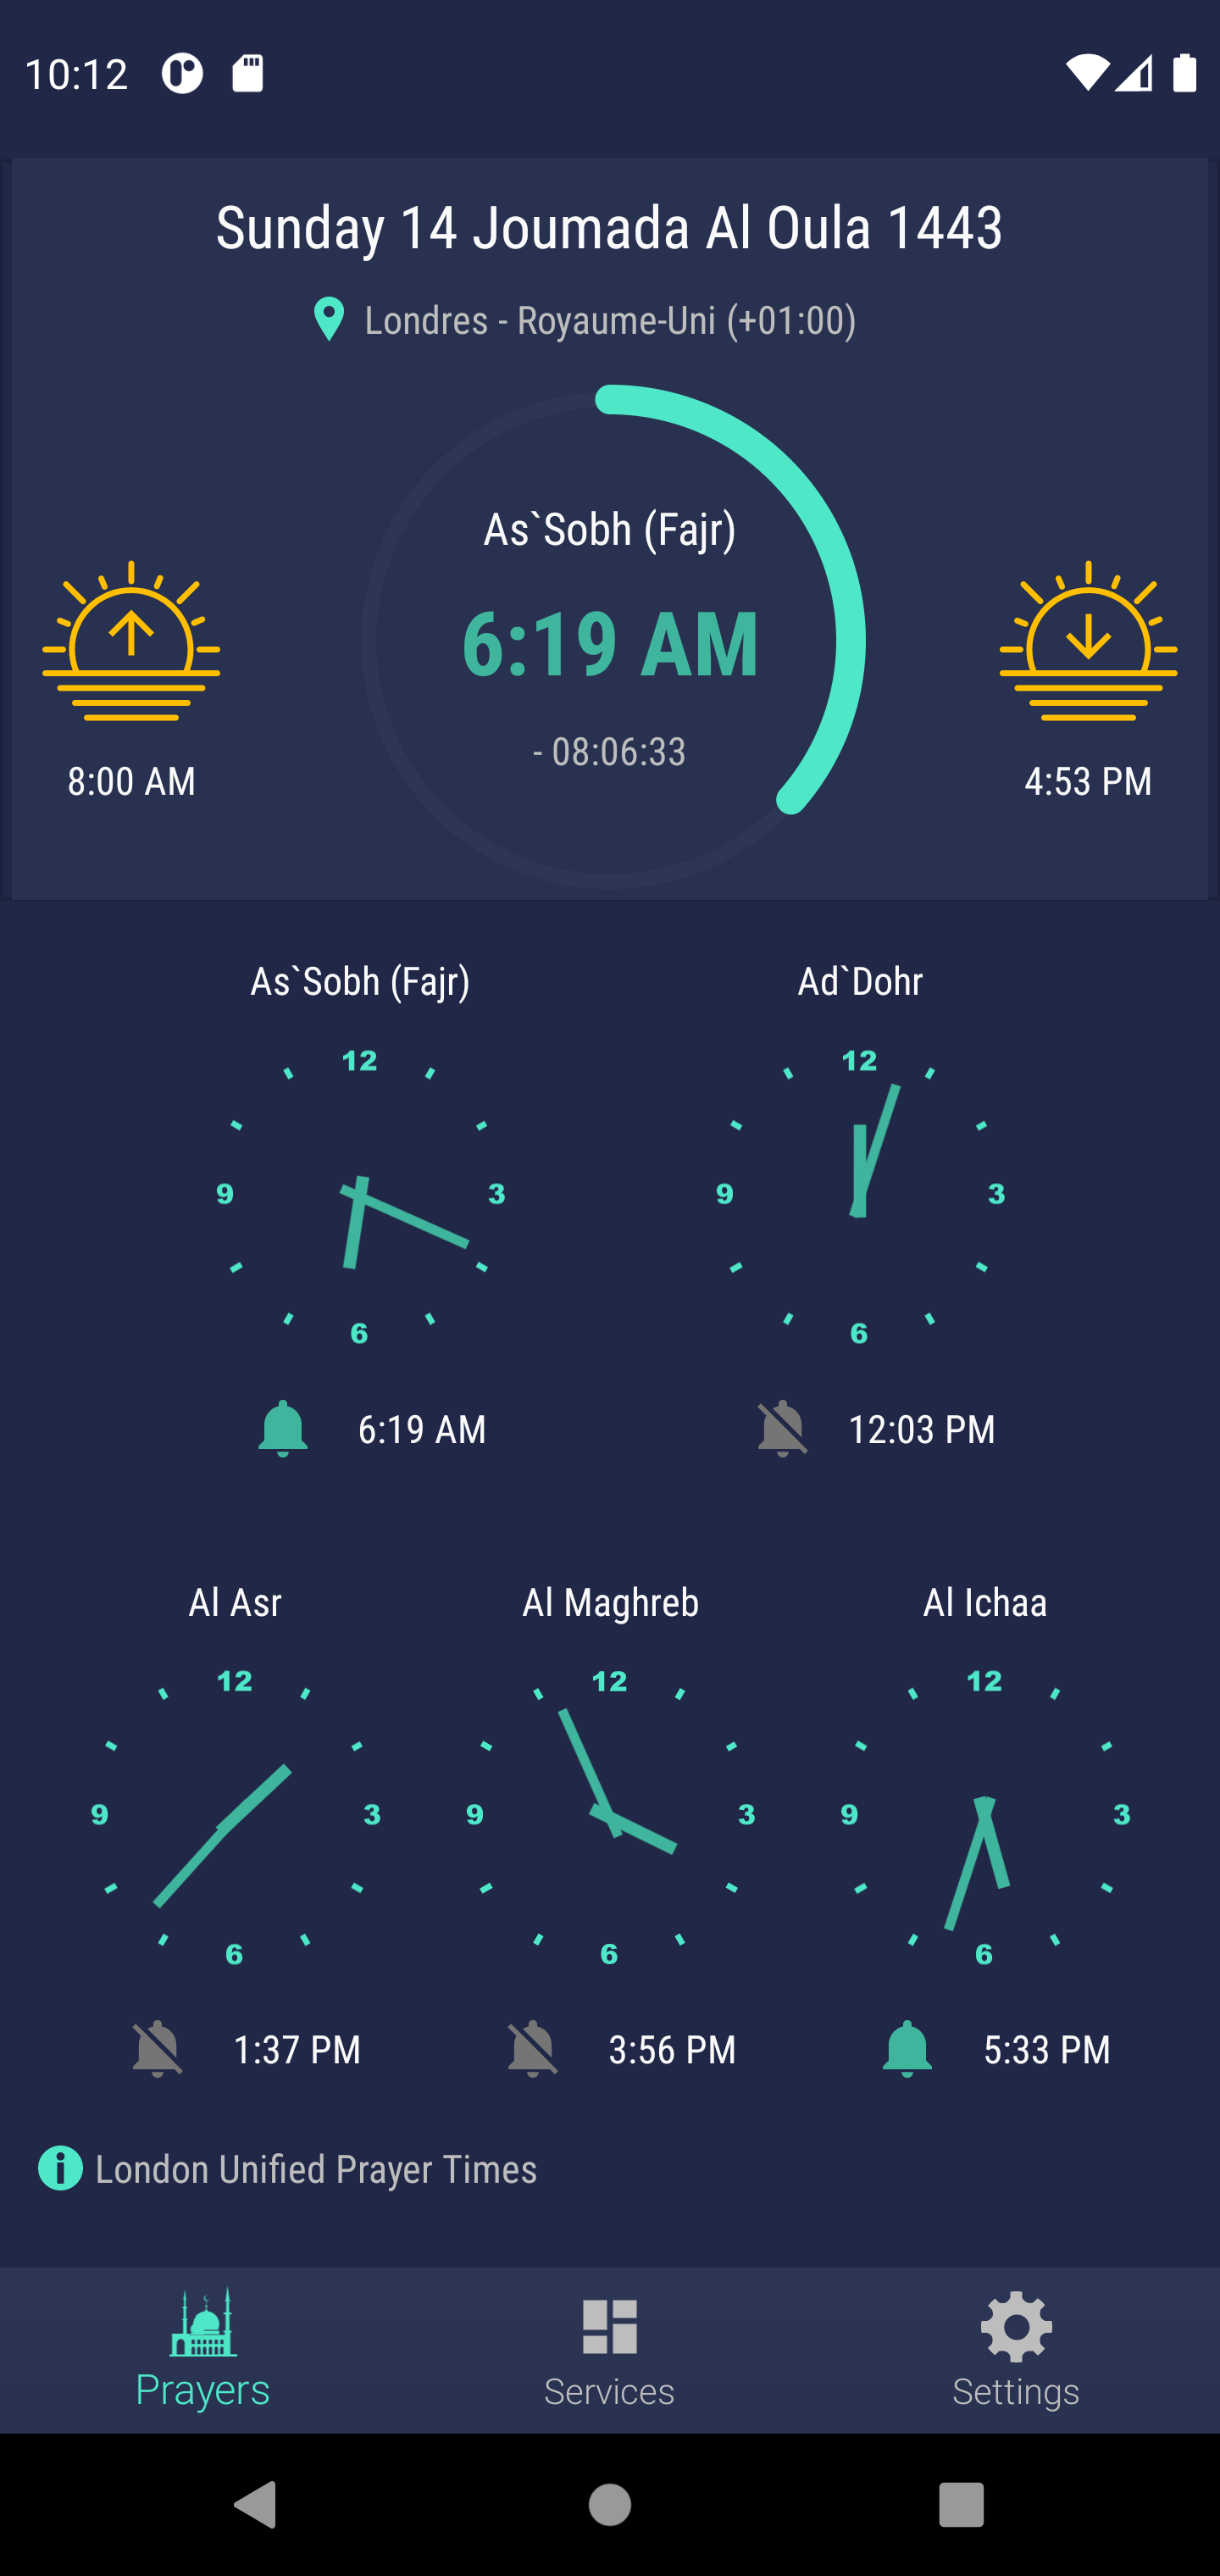 10:12
Sunday 14 Joumada Al Oula 1443
Londres - Royaume-Uni (+01:00)
As`Sobh (Fajr)
6:19 AM
- 08:06:33
8:00 AM
4:53 PM
As`Sobh (Fajr)
Ad`Dohr
12
3
6
9
12
3
6
9
6:19 AM
12:03 PM
Al Asr
Al Maghreb
Al Ichaa
12
3
6
9
12
3
6
9
12
3
6
9
1:37 PM
3:56 PM
5:33 PM
London Unified Prayer Times
Prayers
Services
Settings